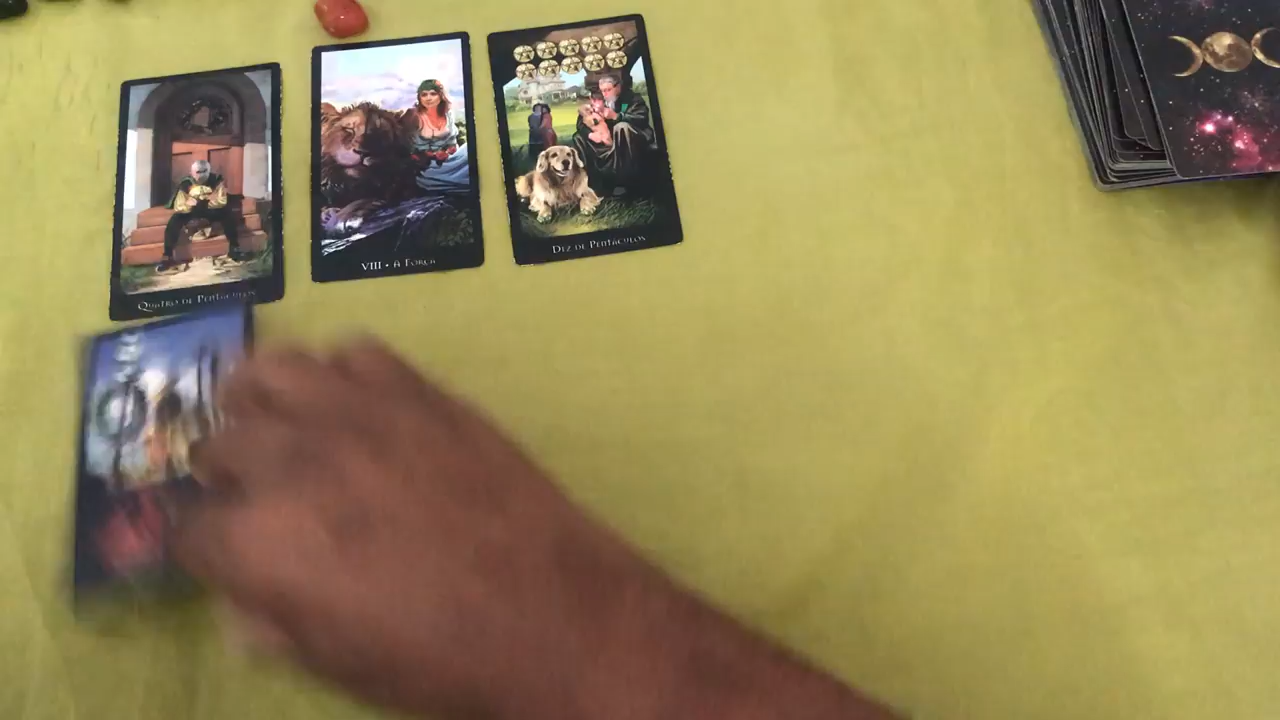 QUATRO DE PENTÁCULOS
VIII • A FORÇA
DEZ DE PENTÁCULOS